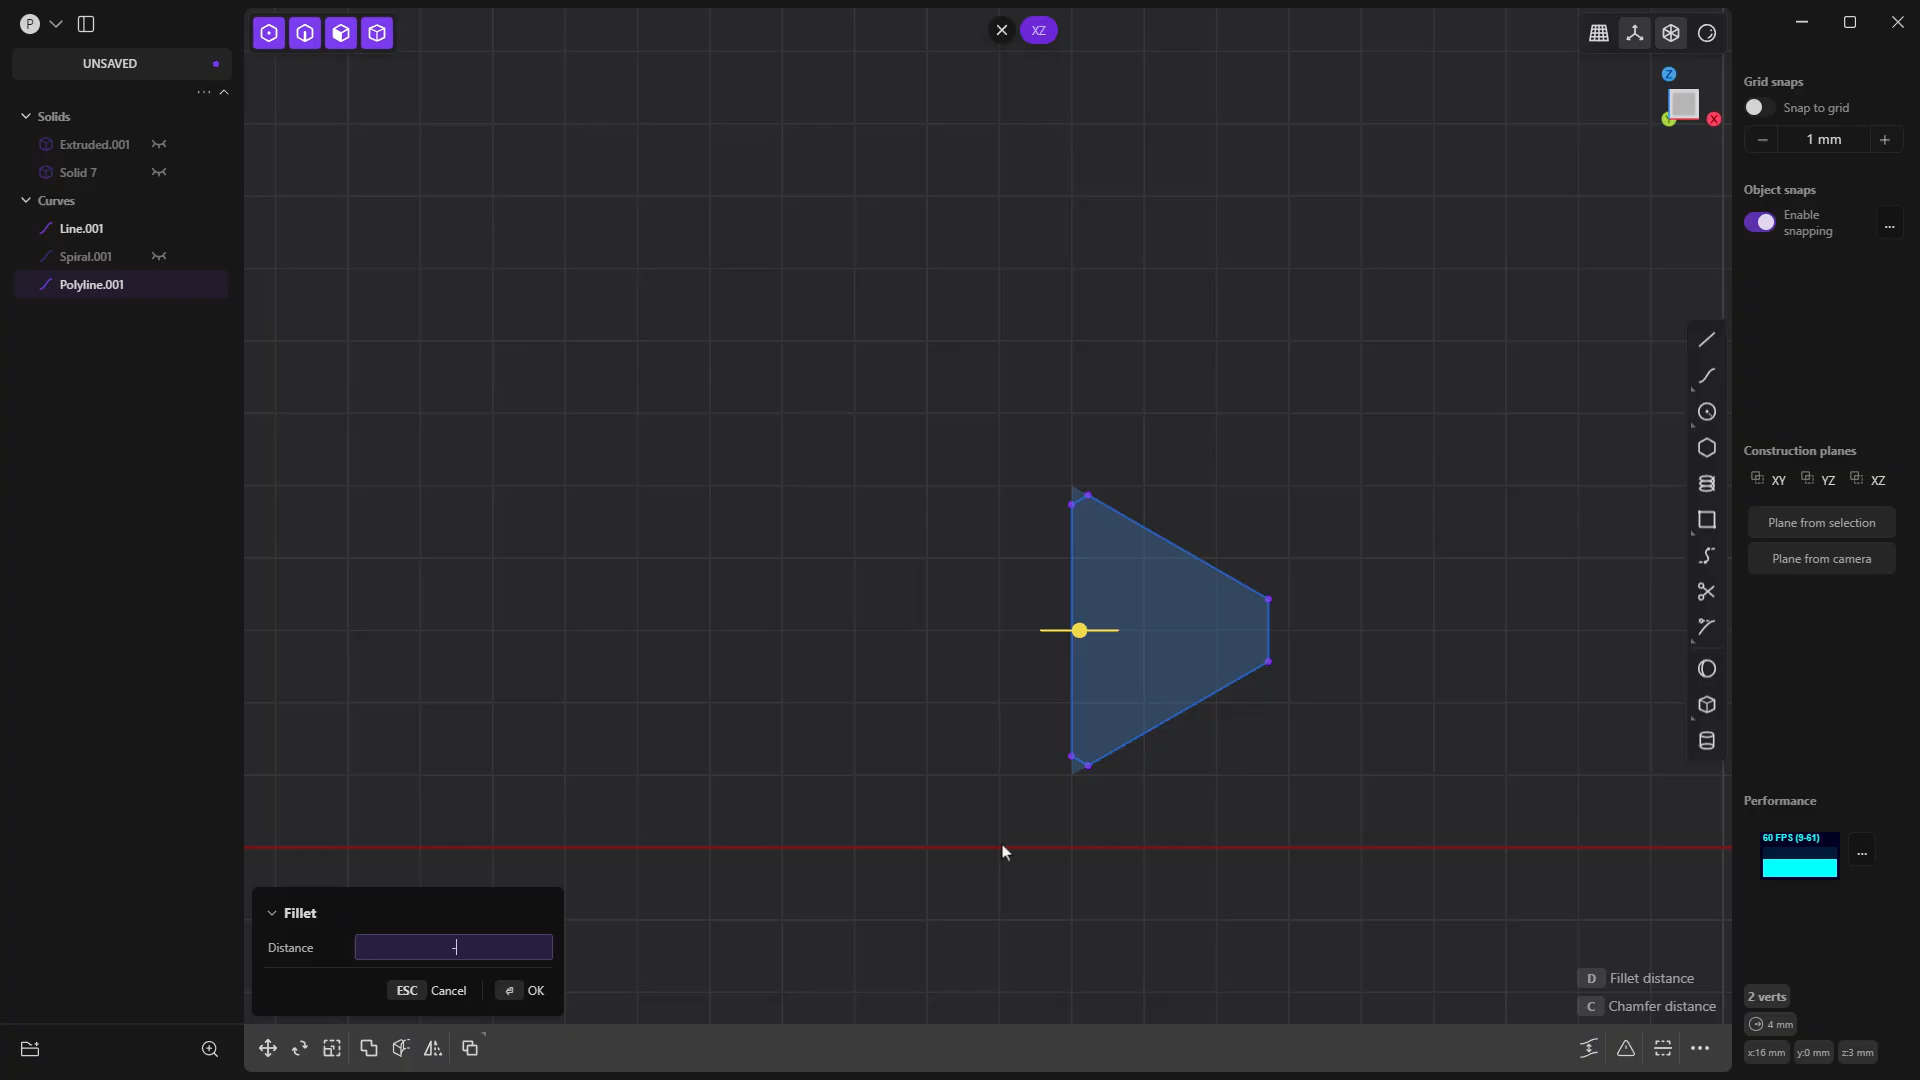 P
UNSAVED
Solids
Extruded.001
Solid 7
Curves
Line.001
Spiral.001
Polyline.001
XZ
Z
Y
X
Grid snaps
Snap to grid
1 mm
Object snaps
Enable
snapping
...
Construction planes
XY
YZ
XZ
Plane from selection
Plane from camera
Performance
60 FPS (9-61)
...
Fillet
Distance
-
ESC Cancel
OK
D Fillet distance
C Chamfer distance
2 verts
4 mm
x:16 mm
y:0 mm
z:3 mm